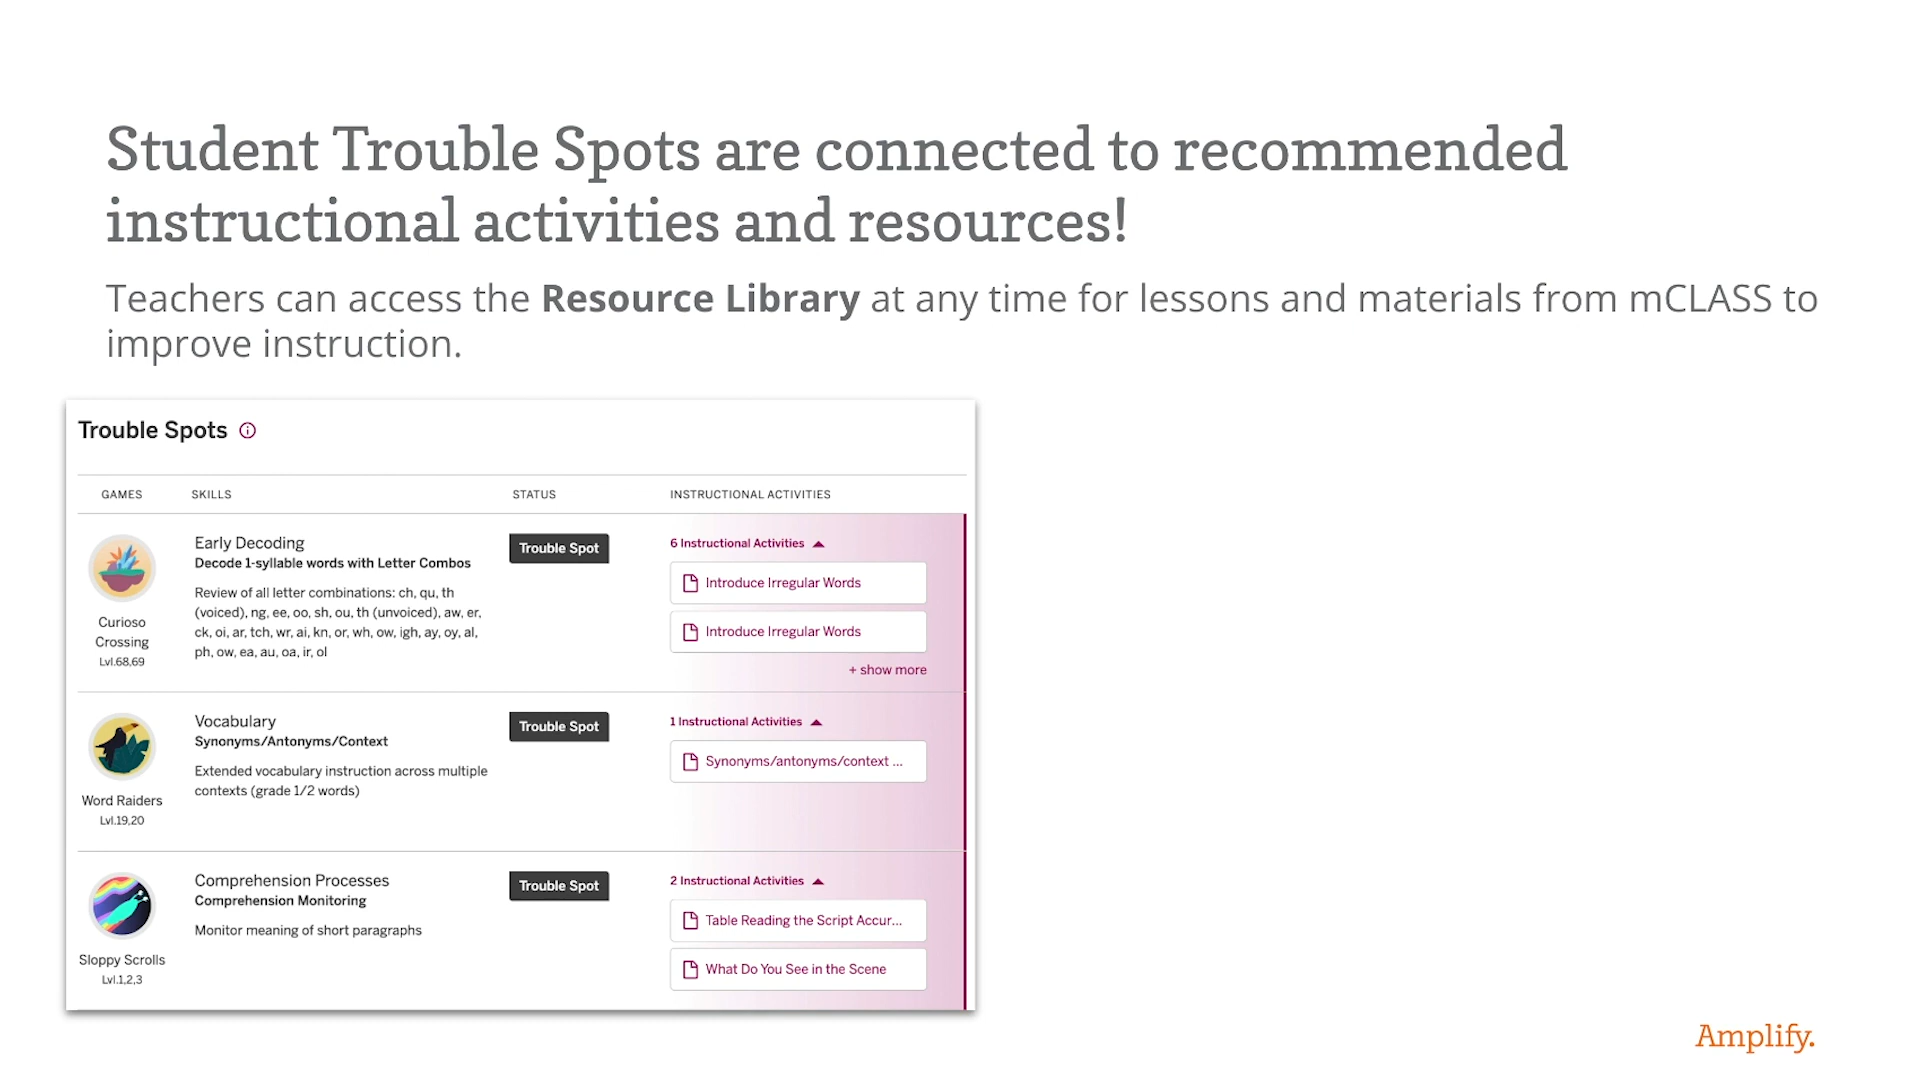 Student Trouble Spots are connected to recommended
instructional activities and resources!
Teachers can access the Resource Library at any time for lessons and materials from mCLASS to
improve instruction.
Trouble Spots
GAMES SKILLS STATUS INSTRUCTIONAL ACTIVITIES
Curioso
Crossing
Lvl.68,69
Early Decoding
Decode 1-syllable words with Letter Combos
Review of all letter combinations: ch, qu, th
(voiced), ng, ee, oo, sh, ou, th (unvoiced), aw, er,
ck, oi, ar, tch, wr, ai, kn, or, wh, ow, igh, ay, oy, al,
ph, ow, ea, au, oa, ir, ol
Trouble Spot
6 Instructional Activities
Introduce Irregular Words
Introduce Irregular Words
+ show more
Word Raiders
Lvl.19,20
Vocabulary
Synonyms/Antonyms/Context
Extended vocabulary instruction across multiple
contexts (grade 1/2 words)
Trouble Spot
1 Instructional Activities
Synonyms/antonyms/context ...
Sloppy Scrolls
Lvl.1,2,3
Comprehension Processes
Comprehension Monitoring
Monitor meaning of short paragraphs
Trouble Spot
2 Instructional Activities
Table Reading the Script Accur...
What Do You See in the Scene
Amplify.